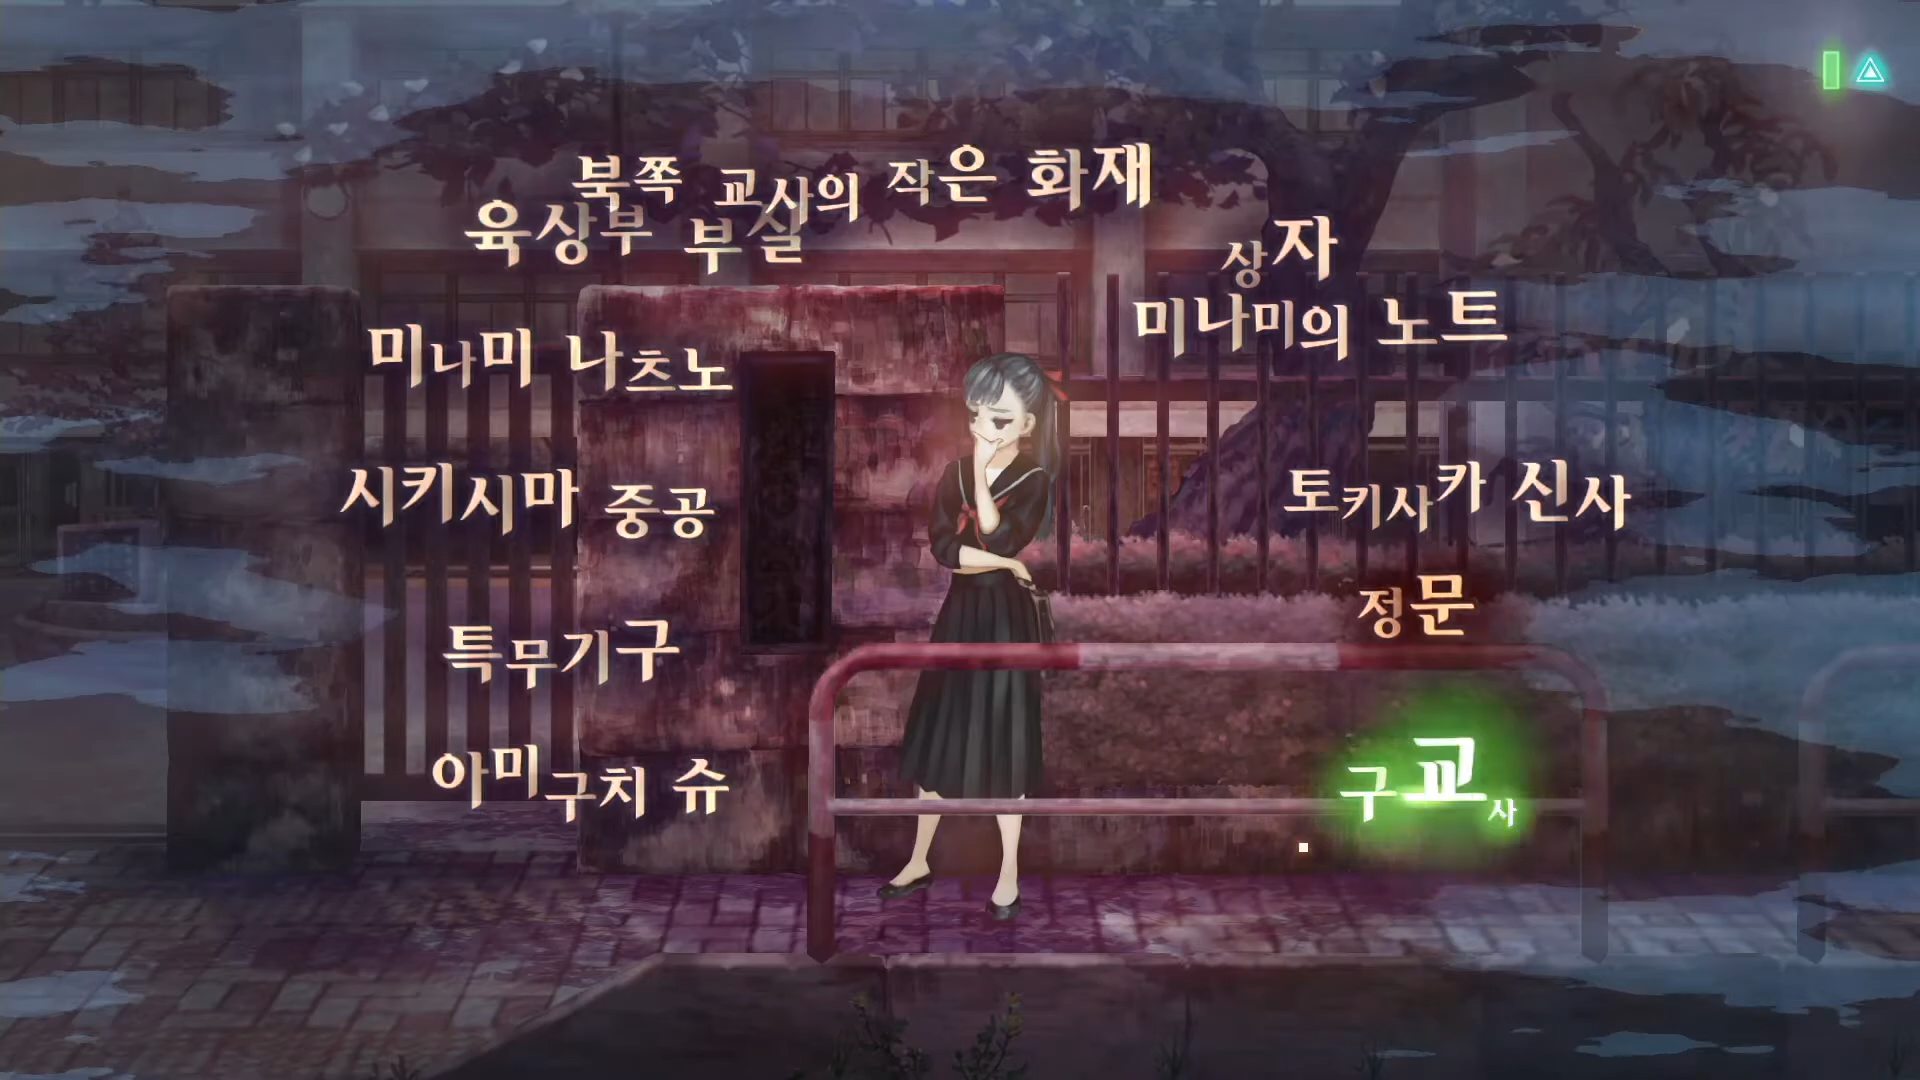 북쪽 교사의 작은 화재
육상부 부실
상자
미나미의 노트
미나미 나츠노
시키시마 중공
토키사카 신사
정문
특무기구
아미구치 슈
구교사